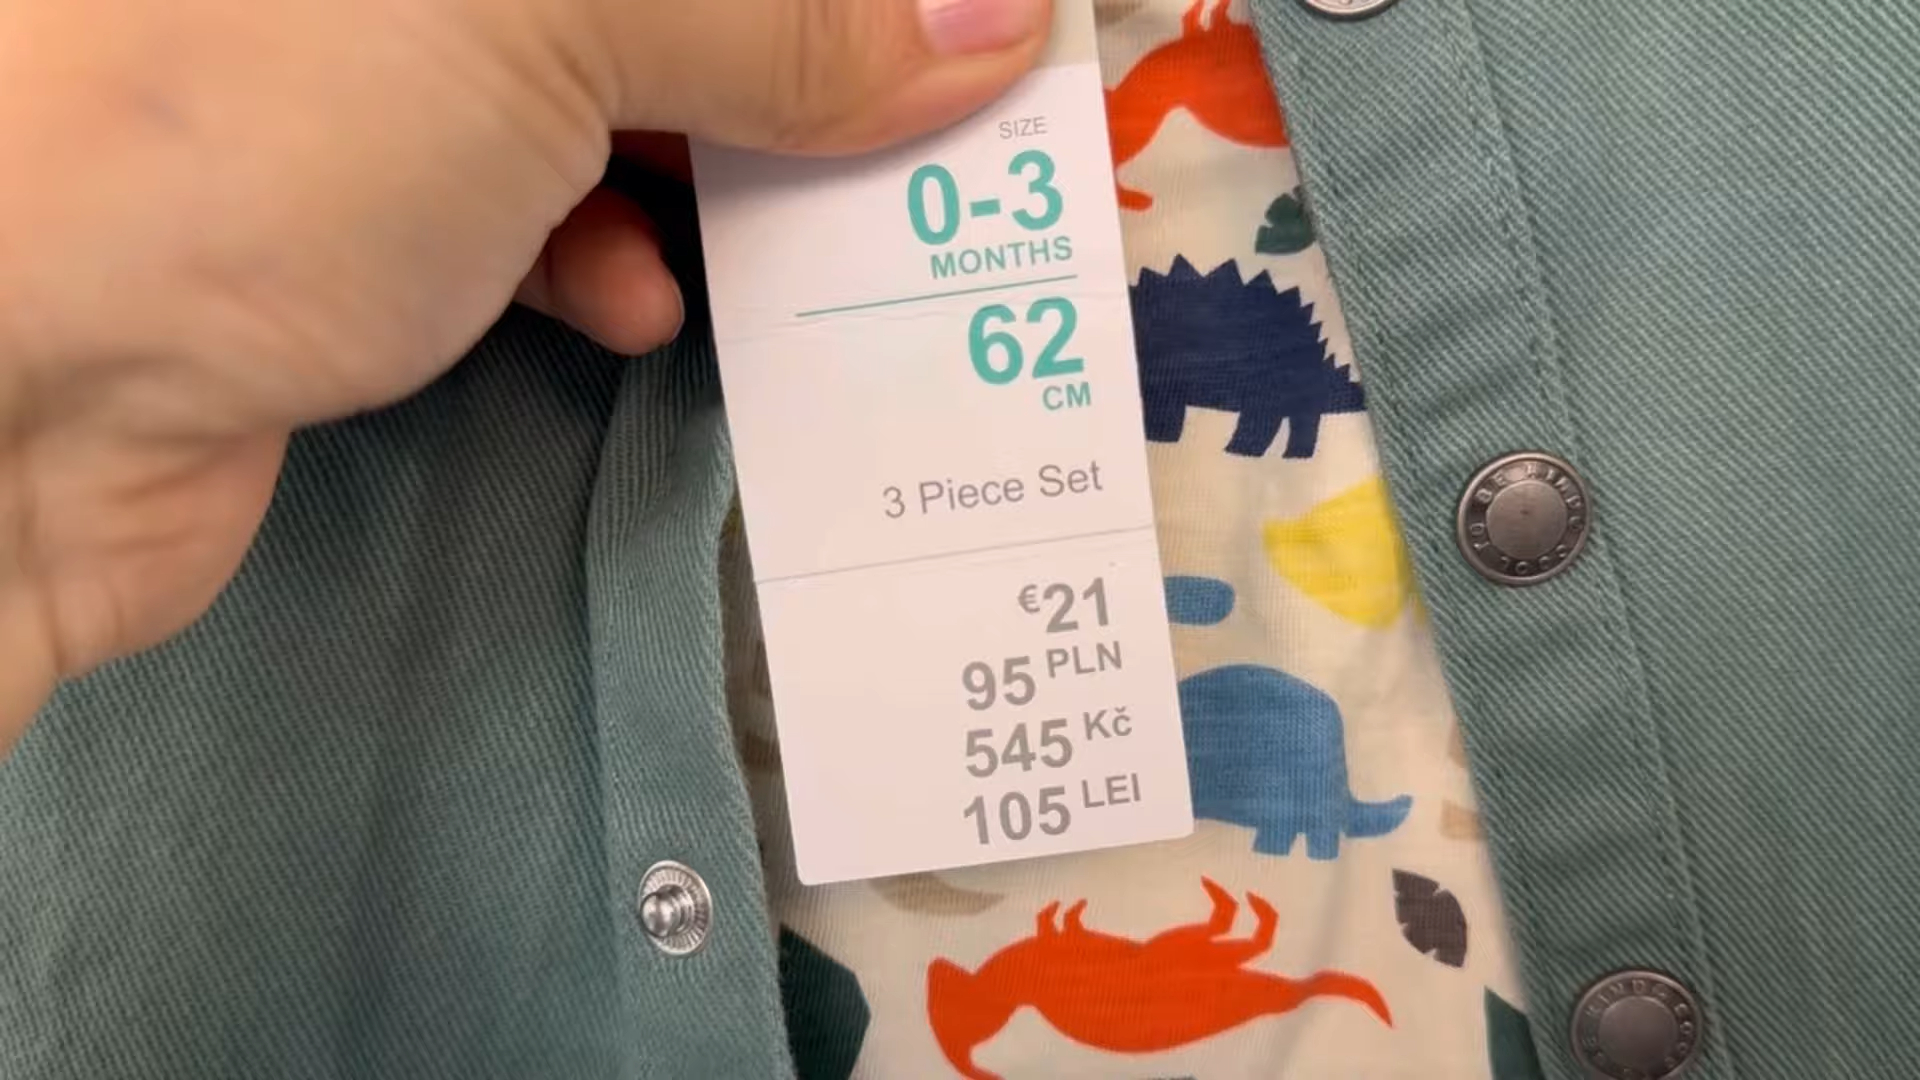 SIZE
0-3
MONTHS
62
CM
3 Piece Set
€21
95 PLN
545 Kč
105 LEI